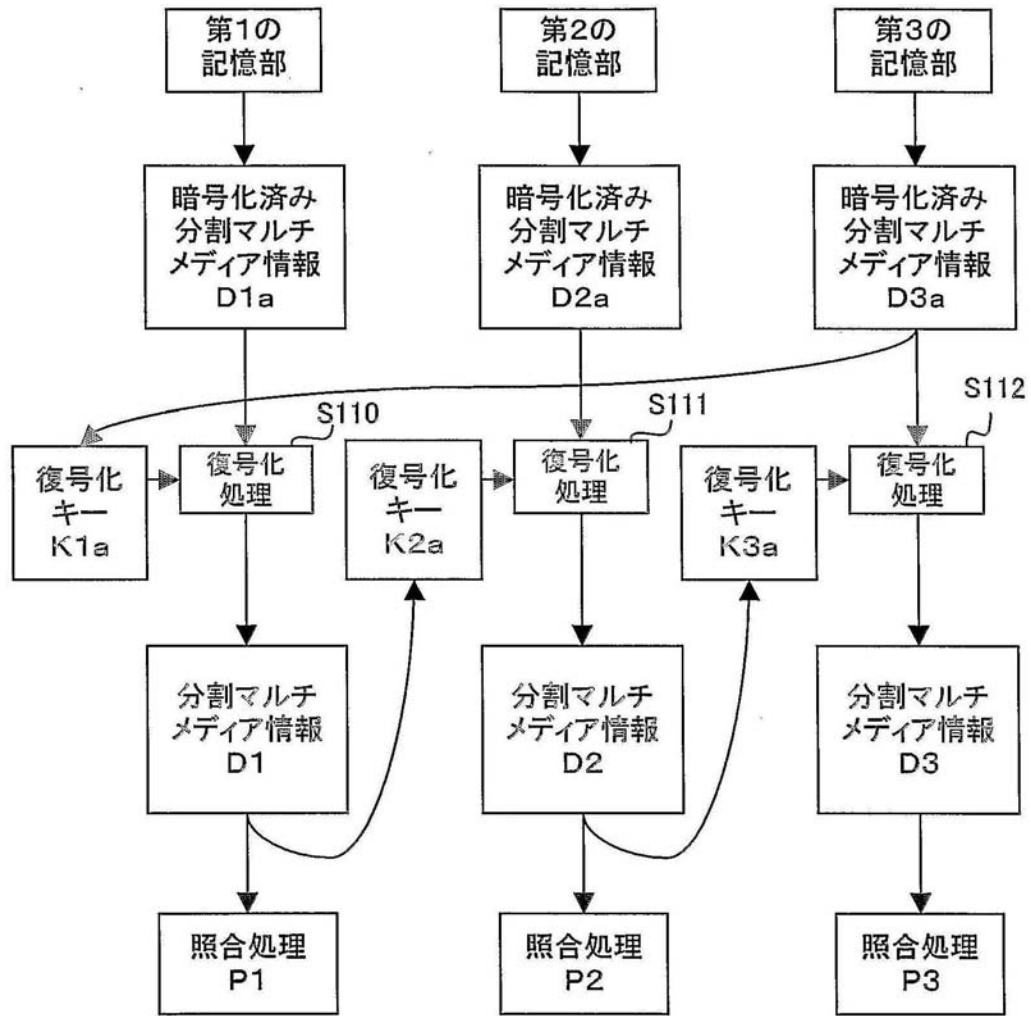 第1の
記憶部
第2の
記憶部
第3の
記憶部
暗号化済み
分割マルチ
メディア情報
D1a
暗号化済み
分割マルチ
メディア情報
D2a
暗号化済み
分割マルチ
メディア情報
D3a
S110
S111
S112
復号化
キー
K1a
復号化
処理
復号化
キー
K2a
復号化
処理
復号化
キー
K3a
復号化
処理
分割マルチ
メディア情報
D1
分割マルチ
メディア情報
D2
分割マルチ
メディア情報
D3
照合処理
P1
照合処理
P2
照合処理
P3